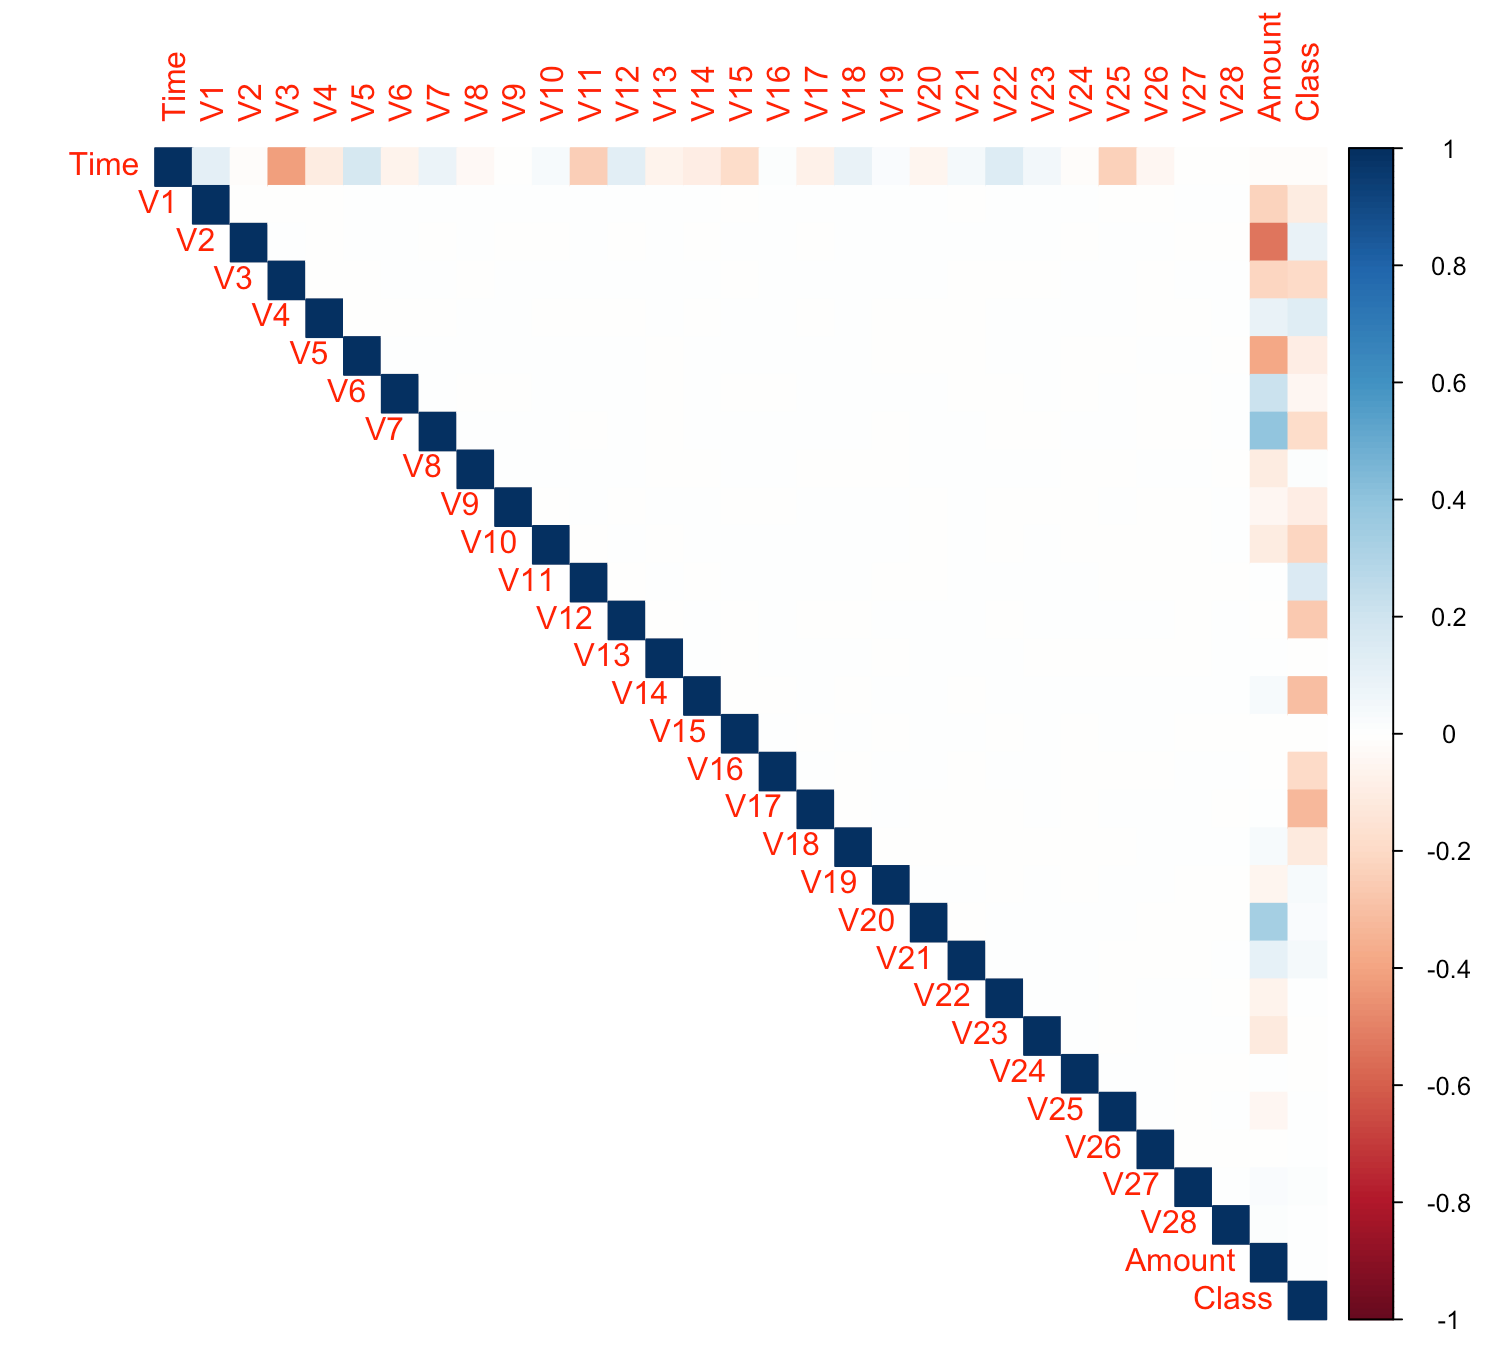 Time V1 V2 V3 V4 V5 V6 V7 V8 V9 V10 V11 V12 V13 V14 V15 V16 V17 V18 V19 V20 V21 V22 V23 V24 V25 V26 V27 V28 Amount Class
Time
V1
V2
V3
V4
V5
V6
V7
V8
V9
V10
V11
V12
V13
V14
V15
V16
V17
V18
V19
V20
V21
V22
V23
V24
V25
V26
V27
V28
Amount
Class
1
0.8
0.6
0.4
0.2
0
-0.2
-0.4
-0.6
-0.8
-1